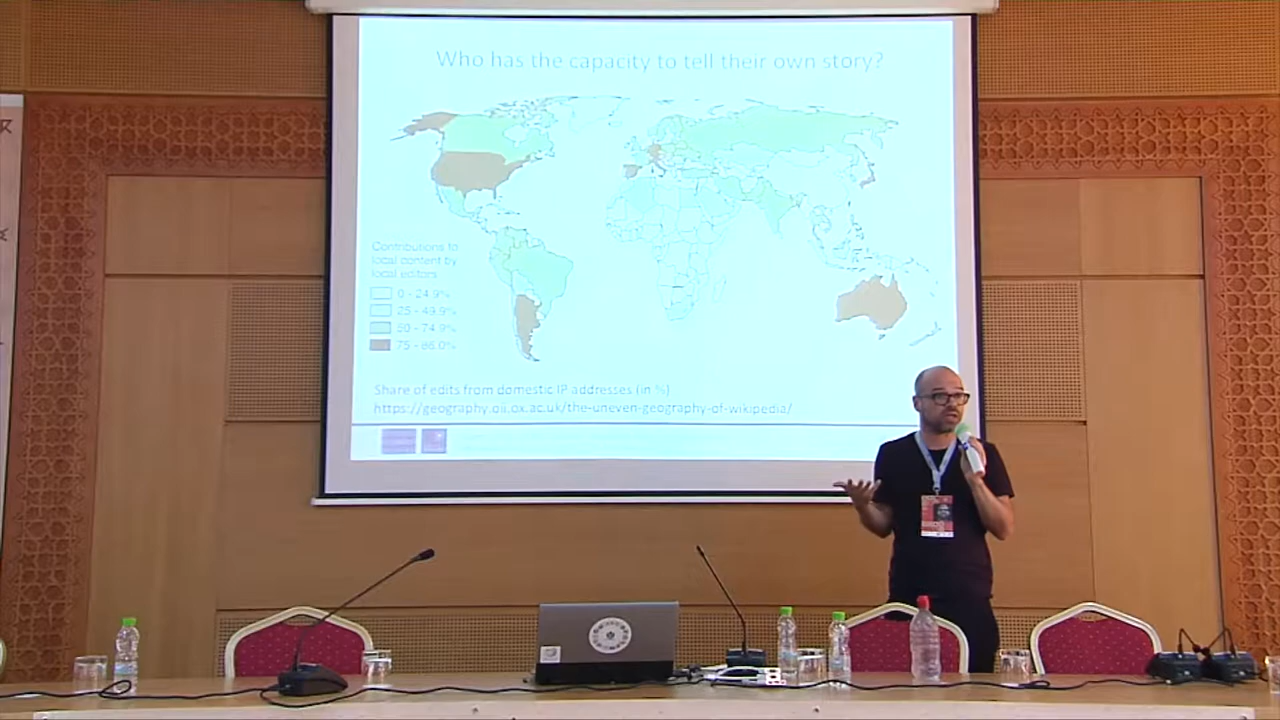 Who has the capacity to tell their own story?
Contributions to
local content by
local editors
0 - 24.9%
25 - 49.9%
50 - 74.9%
75 - 86.0%
Share of edits from domestic IP addresses (in %)
https://geography.oii.ox.ac.uk/the-uneven-geography-of-wikipedia/